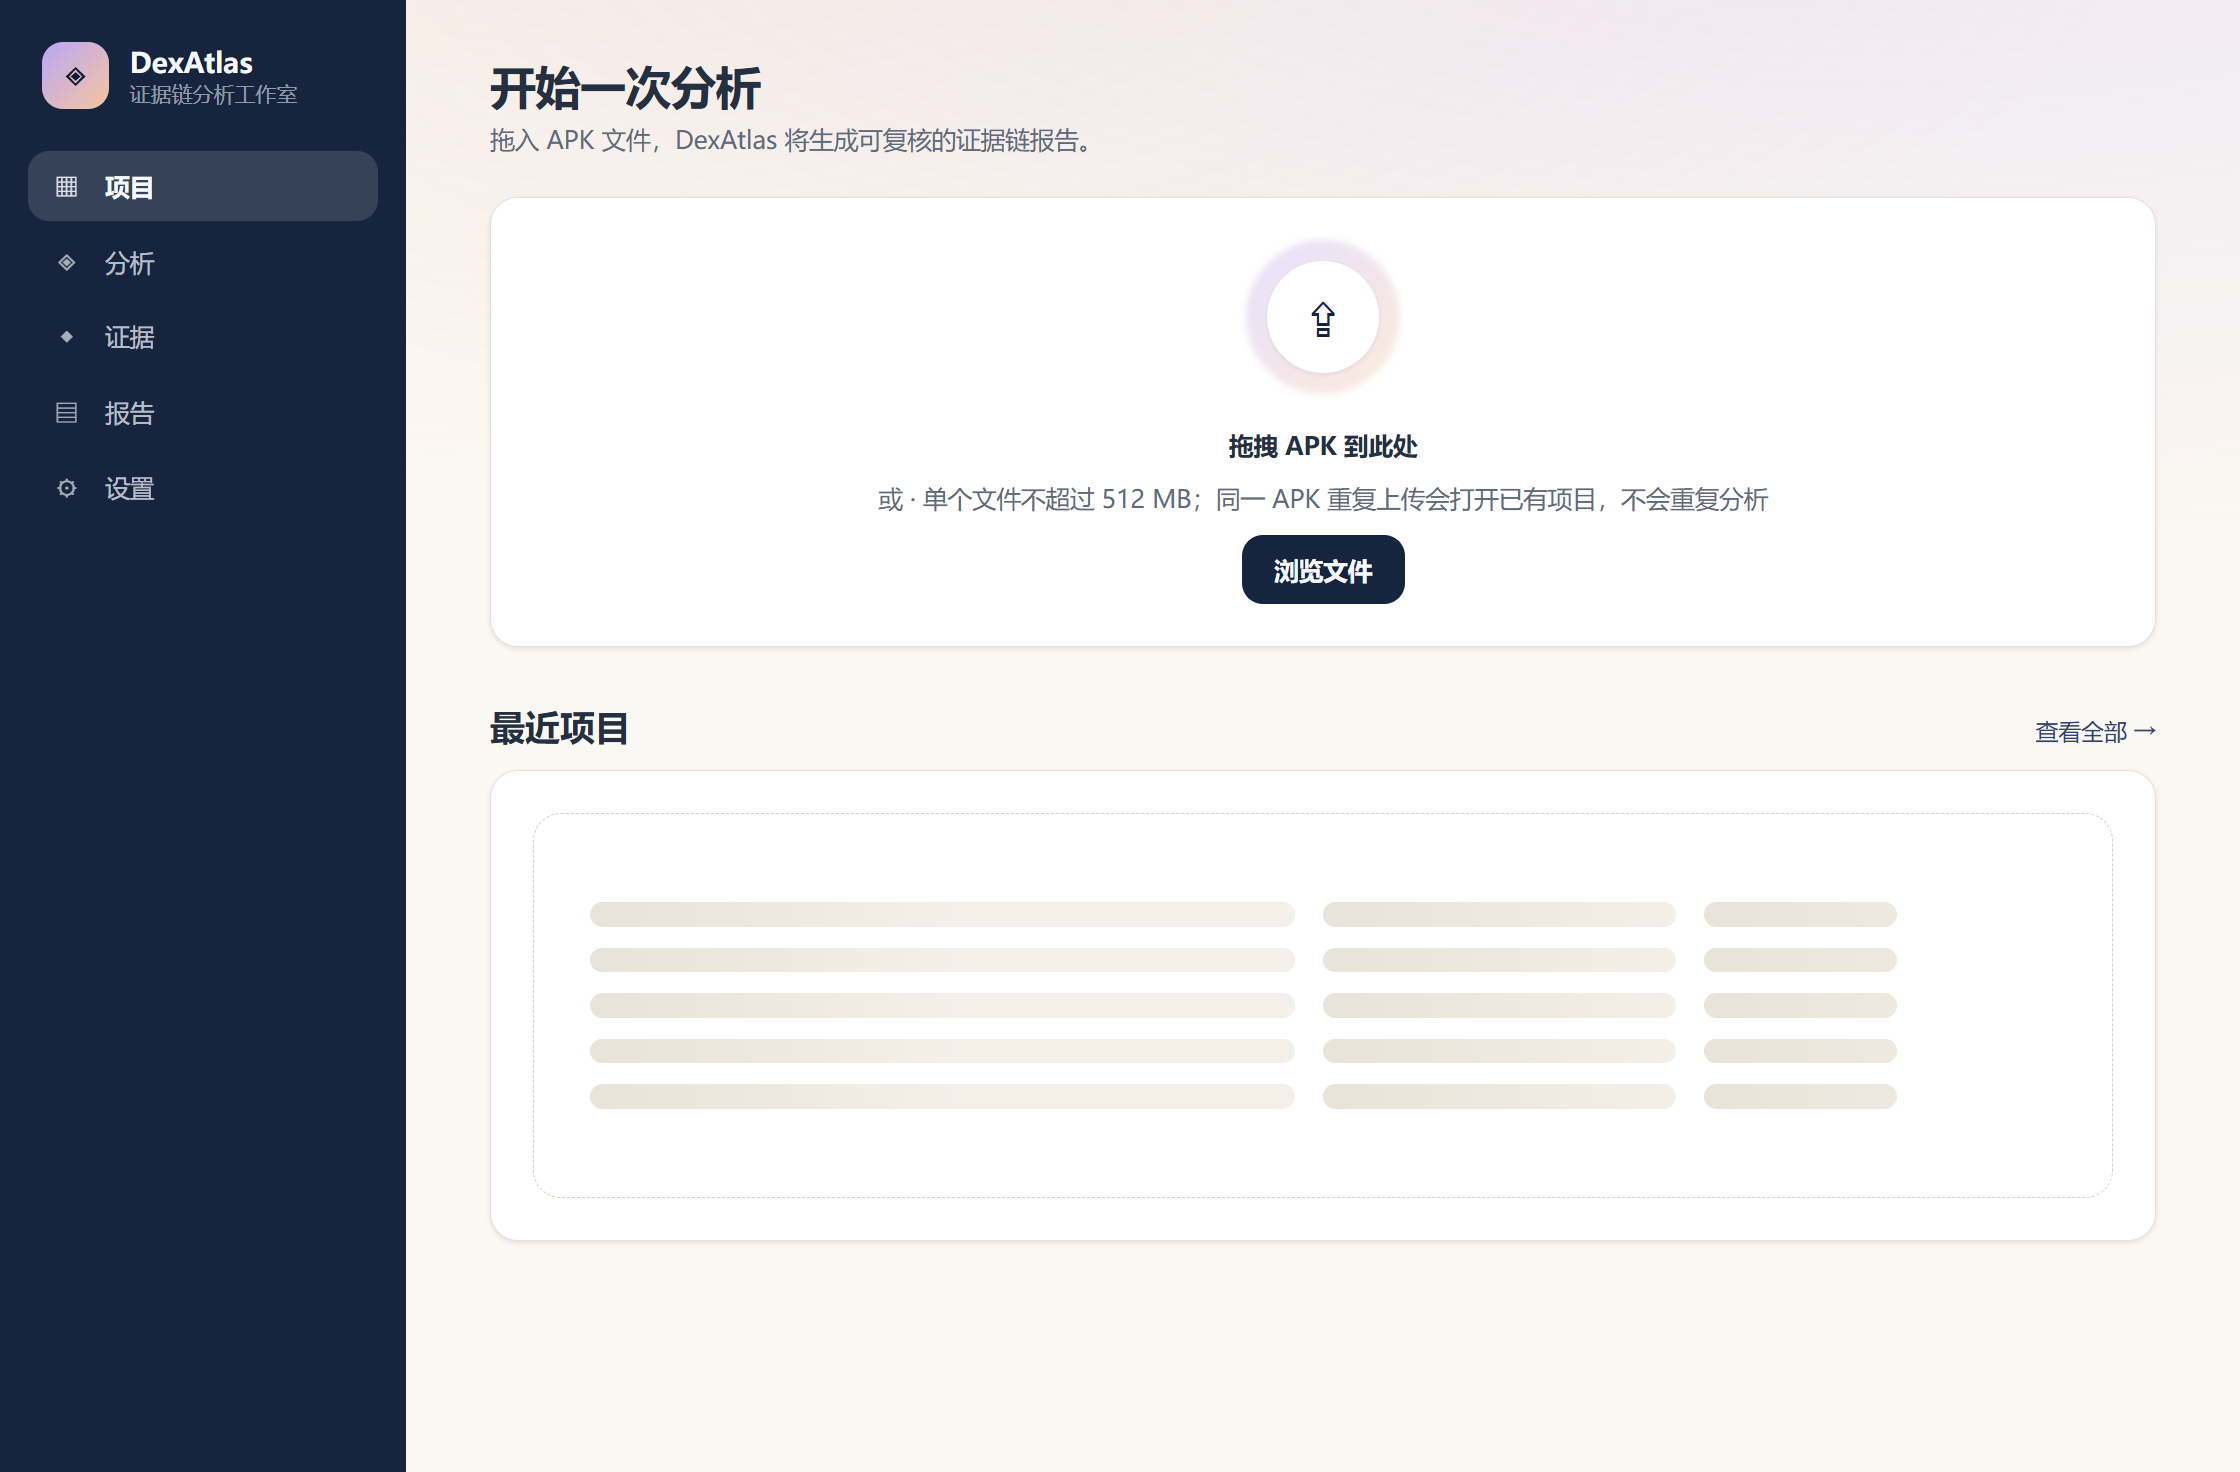 DexAtlas
证据链分析工作室
项目
分析
证据
报告
设置
开始一次分析
拖入 APK 文件，DexAtlas 将生成可复核的证据链报告。
拖拽 APK 到此处
或 · 单个文件不超过 512 MB；同一 APK 重复上传会打开已有项目，不会重复分析
浏览文件
最近项目
查看全部 →